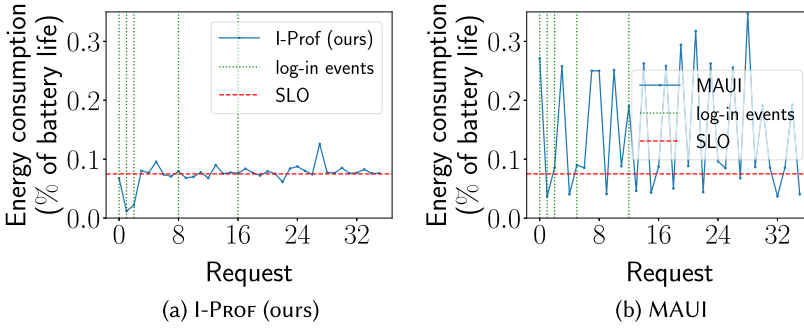 Energy consumption
(% of battery life)
0.3
0.2
0.1
0.0
I-Prof (ours)
log-in events
SLO
0 8 16 24 32
Request
(a) I-PROF (ours)
Energy consumption
(% of battery life)
0.3
0.2
0.1
0.0
MAUI
log-in events
SLO
0 8 16 24 32
Request
(b) MAUI